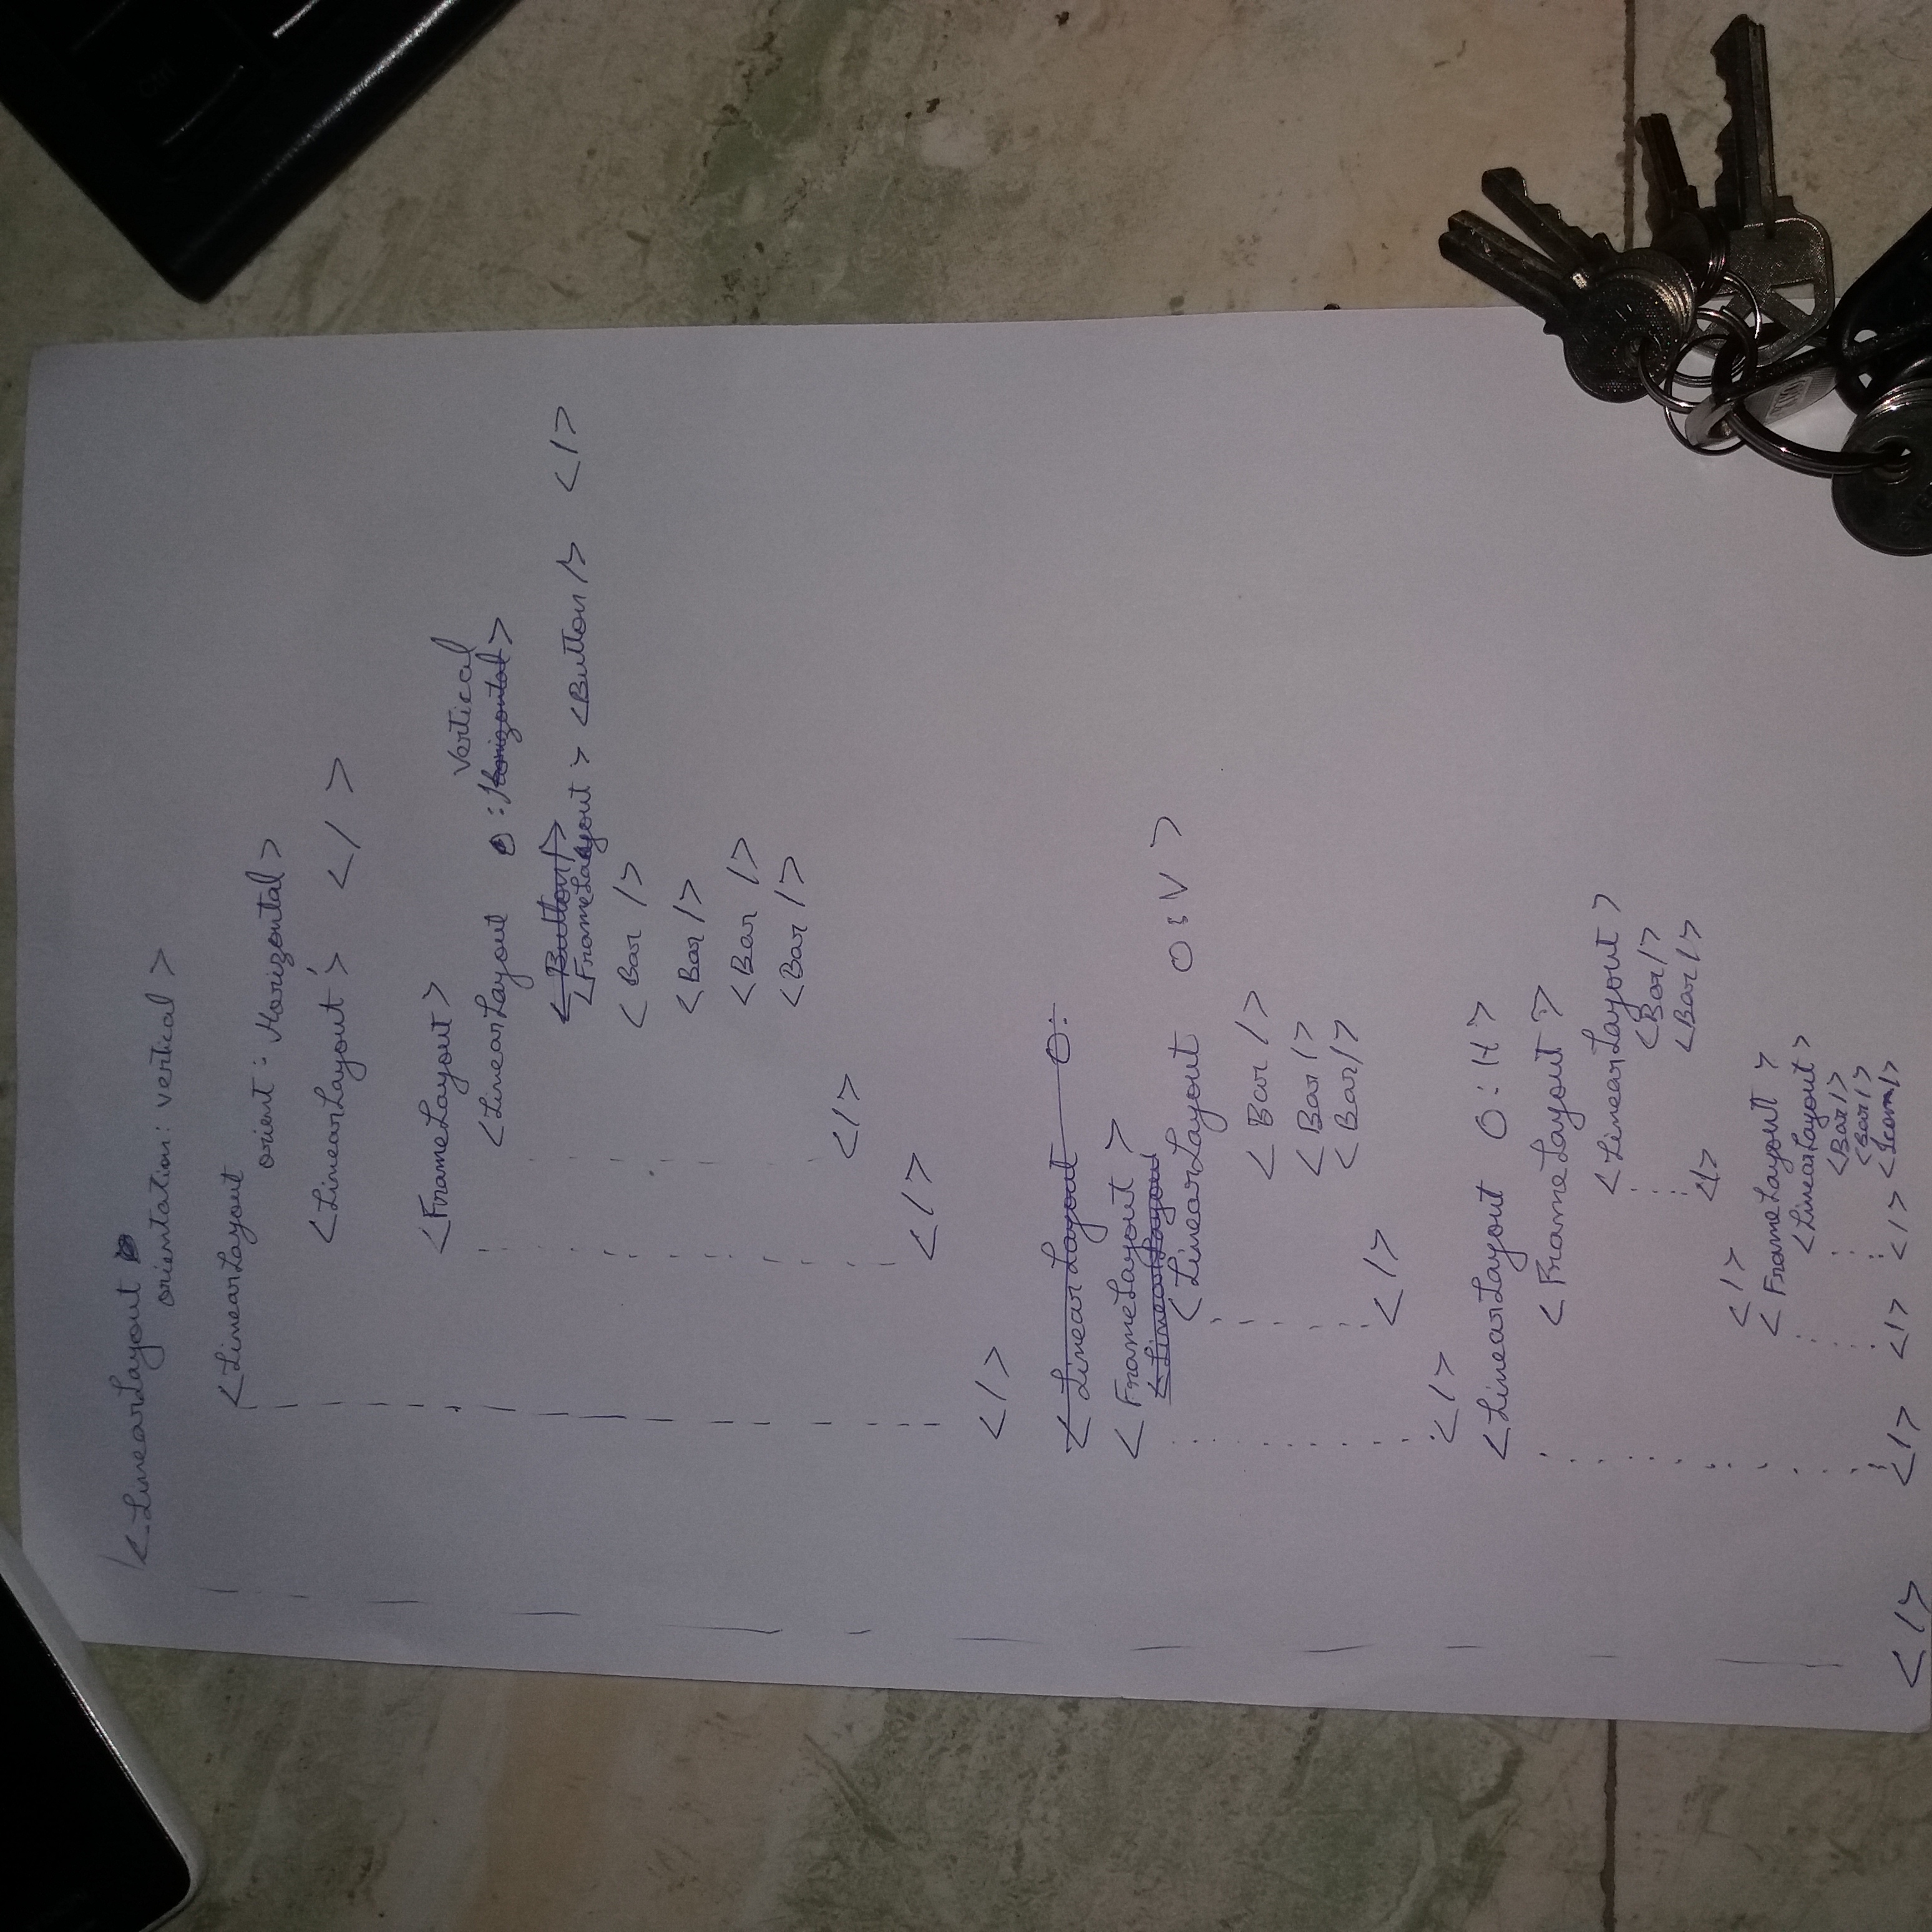 <LinearLayout
orientation: vertical >
<LinearLayout
orient : Horizontal >
<LinearLayout > </ >
<FrameLayout>
Vertical
<LinearLayout O : Horizontal >
< Button/>
<FrameLayout > <Button /> </>
< Bar />
<Bar />
<Bar />
<Bar />
</>
</>
</>
< LinearLayout O:
< FrameLayout >
<LinearLayout
<LinearLayout O : V >
< Bar />
< Bar />
< Bar/>
</>
</>
<LinearLayout O : H >
< FrameLayout >
<LinearLayout >
<Bar/>
<Bar/>
</>
</>
< FrameLayout >
<LinearLayout >
<Bar/>
<Bar/>
</> </> </> </> <Icon/>